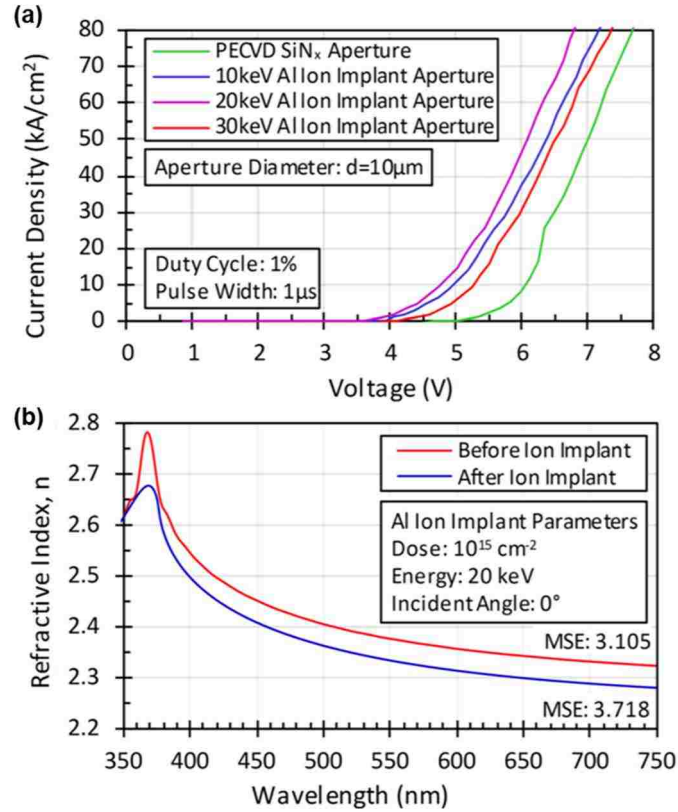 (a)
80
70
60
50
40
30
20
10
0
Current Density (kA/cm²)
PECVD SiNₓ Aperture
10keV Al Ion Implant Aperture
20keV Al Ion Implant Aperture
30keV Al Ion Implant Aperture
Aperture Diameter: d=10µm
Duty Cycle: 1%
Pulse Width: 1µs
0 1 2 3 4 5 6 7 8
Voltage (V)
(b)
2.8
2.7
2.6
2.5
2.4
2.3
2.2
Refractive Index, n
Before Ion Implant
After Ion Implant
Al Ion Implant Parameters
Dose: 10¹⁵ cm⁻²
Energy: 20 keV
Incident Angle: 0°
MSE: 3.105
MSE: 3.718
350 400 450 500 550 600 650 700 750
Wavelength (nm)